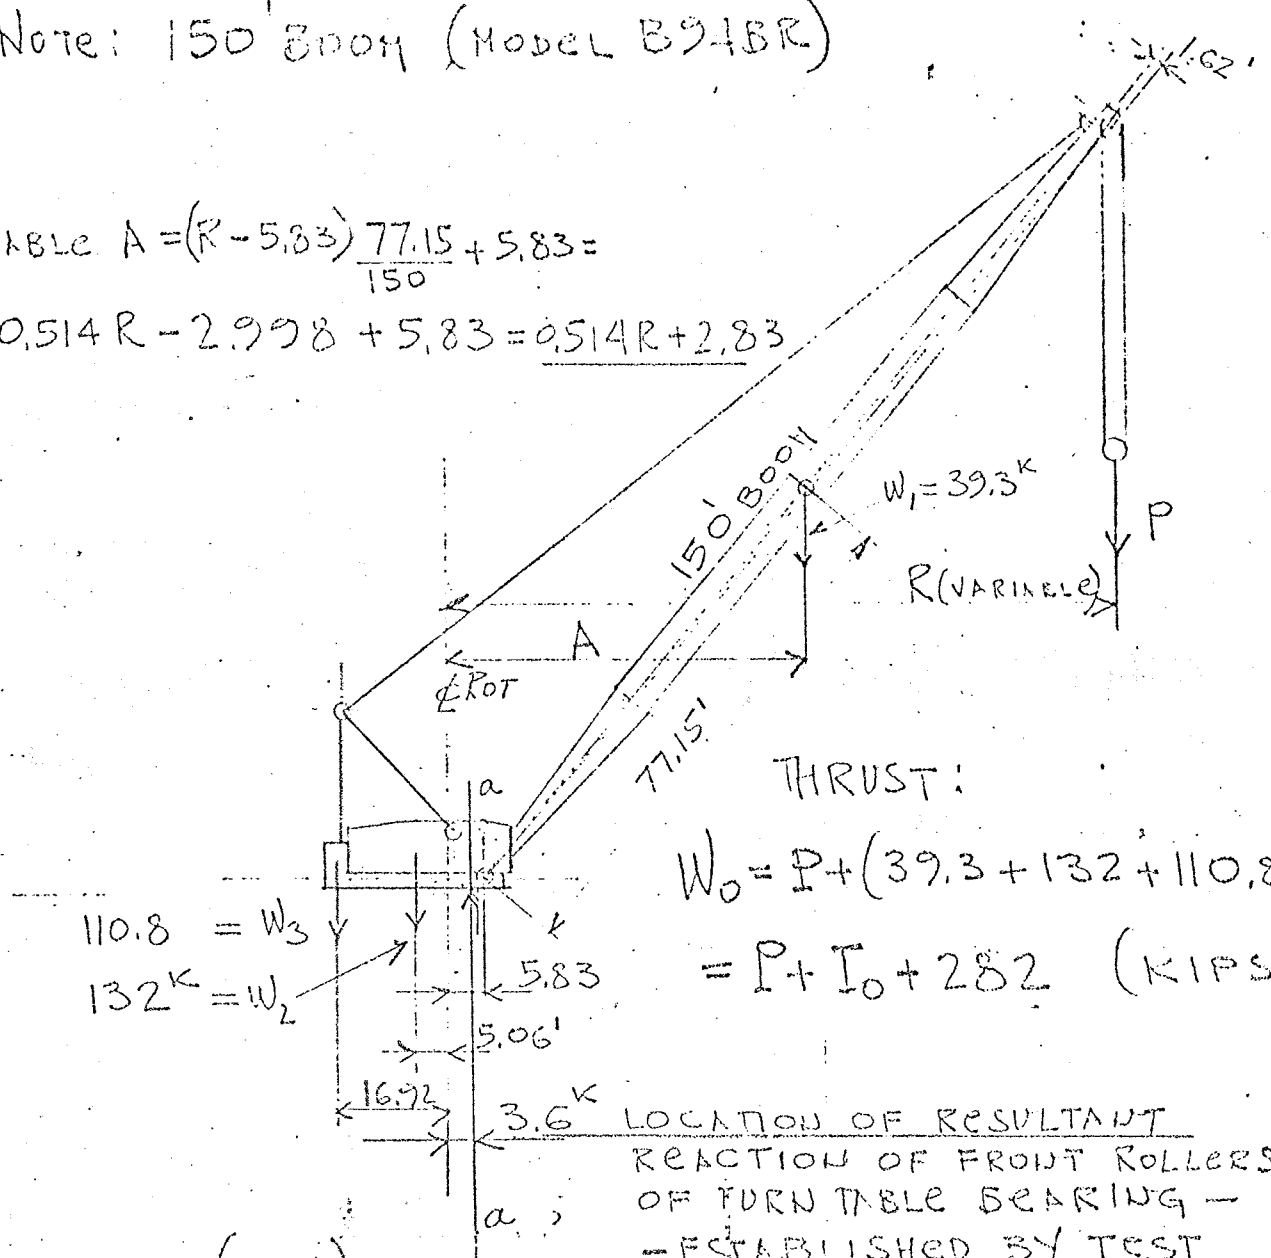 NOTE: 150' BOOM (MODEL B94BR)
.62'
ABLE A = (R - 5.83) 77.15/150 + 5.83 =
0.514 R - 2.998 + 5.83 = 0.514R + 2.83
150' BOOM
W₁ = 39.3ᴷ
P
R (VARIABLE)
A
℄ ROT
77.15'
a
THRUST:
W₀ = P + (39.3 + 132 + 110.8
110.8 = W₃
132ᴷ = W₂
5.83
= P + I₀ + 282 (KIPS
5.06'
16.92
3.6ᴷ LOCATION OF RESULTANT
REACTION OF FRONT ROLLERS
OF TURN TABLE BEARING –
a
– ESTABLISHED BY TEST